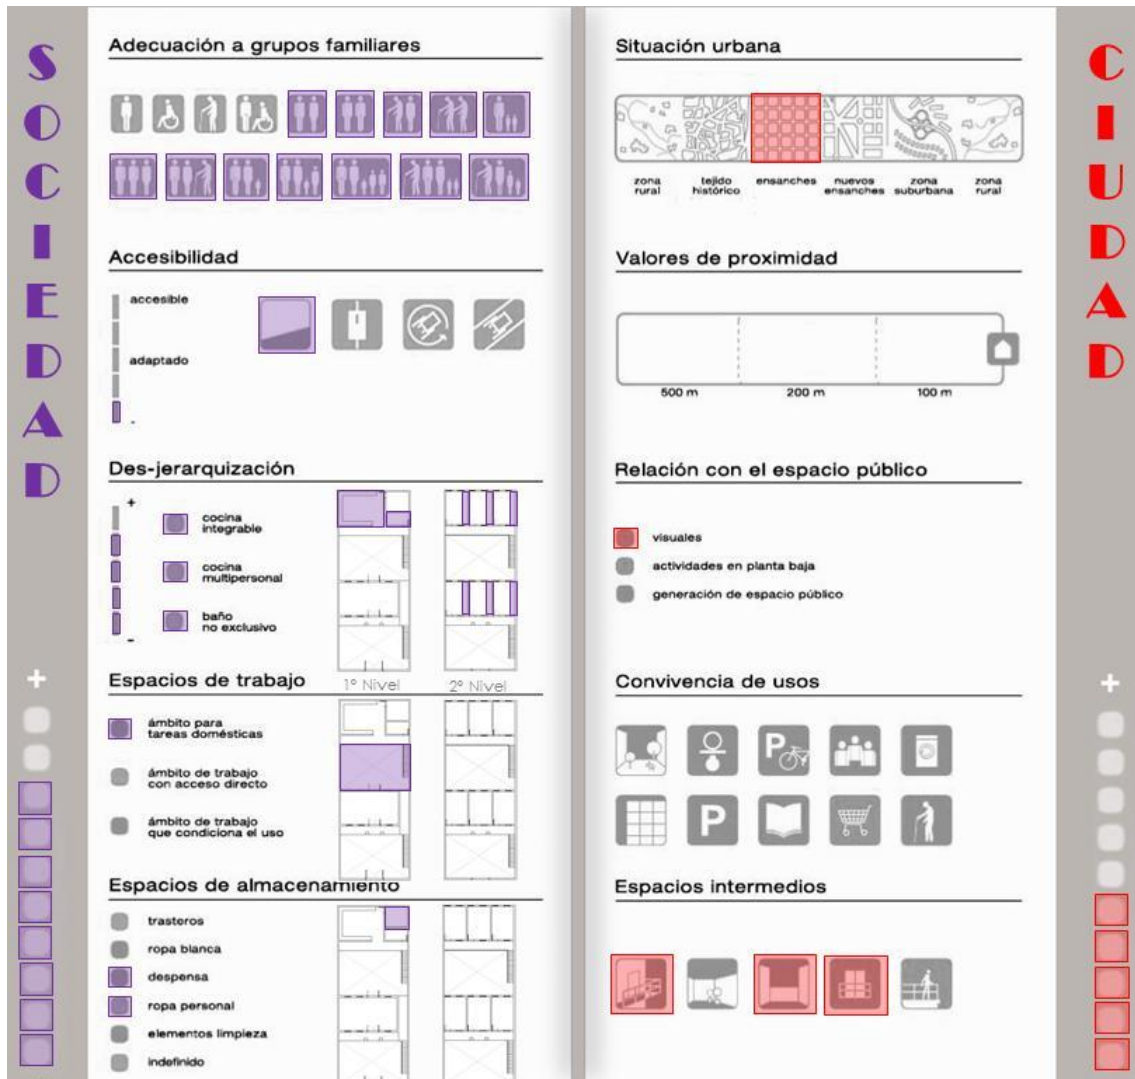 SOCIEDAD
Adecuación a grupos familiares
Accesibilidad
accesible
adaptado
-
Des-jerarquización
+
cocina
integrable
cocina
multipersonal
baño
no exclusivo
-
Espacios de trabajo
1º Nivel
2º Nivel
ámbito para
tareas domésticas
ámbito de trabajo
con acceso directo
ámbito de trabajo
que condiciona el uso
Espacios de almacenamiento
trasteros
ropa blanca
despensa
ropa personal
elementos limpieza
indefinido
+
Situación urbana
zona
rural
tejido
histórico
ensanches
nuevos
ensanches
zona
suburbana
zona
rural
Valores de proximidad
500 m
200 m
100 m
Relación con el espacio público
visuales
actividades en planta baja
generación de espacio público
Convivencia de usos
P
P
Espacios intermedios
CIUDAD
+